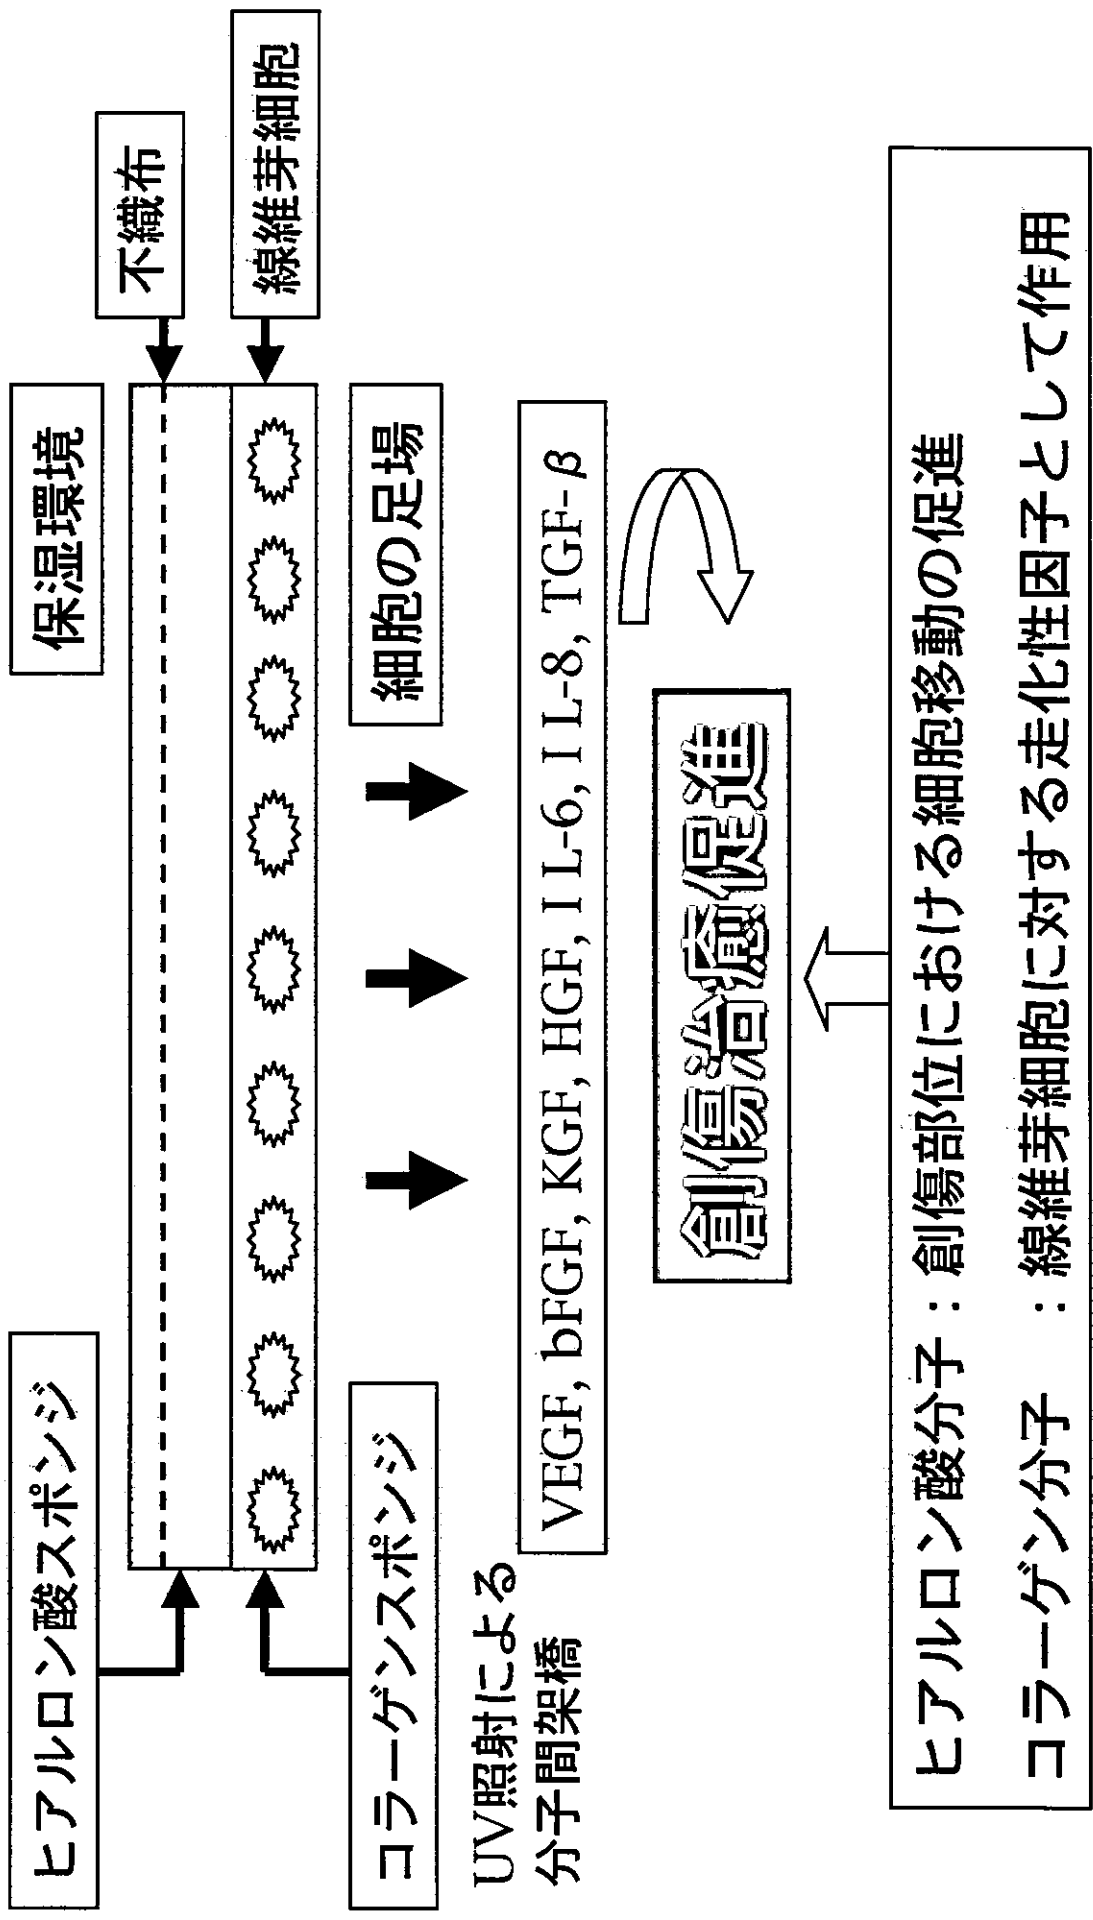 ヒアルロン酸スポンジ
保湿環境
不織布
線維芽細胞
コラーゲンスポンジ
細胞の足場
UV照射による
分子間架橋
VEGF, bFGF, KGF, HGF, IL-6, IL-8, TGF-β
創傷治癒促進
ヒアルロン酸分子：創傷部位における細胞移動の促進
コラーゲン分子　：線維芽細胞に対する走化性因子として作用